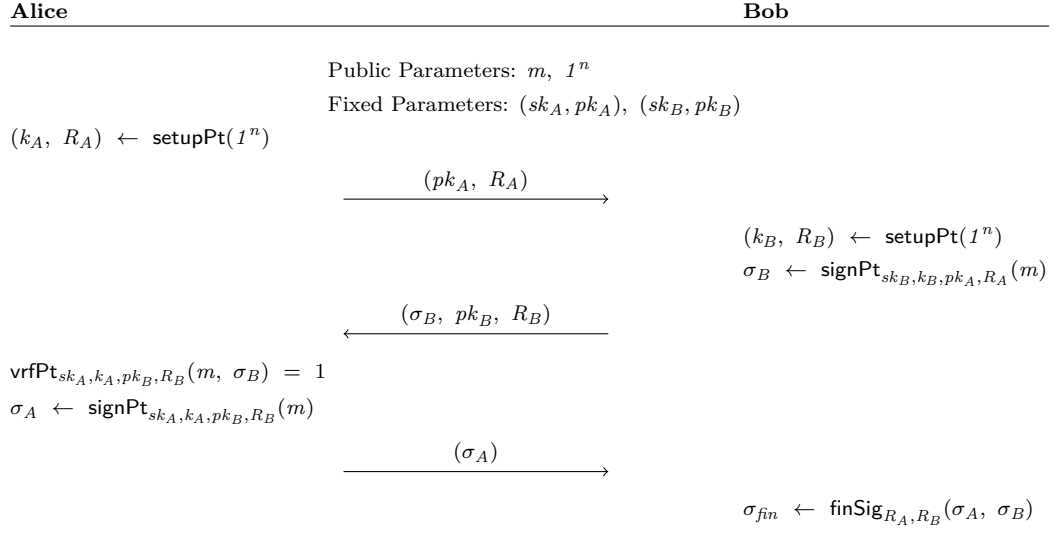 Alice Bob
Public Parameters: m, 1^n
Fixed Parameters: (sk_A, pk_A), (sk_B, pk_B)
(k_A, R_A) ← setupPt(1^n)
(pk_A, R_A)
(k_B, R_B) ← setupPt(1^n)
σ_B ← signPt_{sk_B,k_B,pk_A,R_A}(m)
(σ_B, pk_B, R_B)
vrfPt_{sk_A,k_A,pk_B,R_B}(m, σ_B) = 1
σ_A ← signPt_{sk_A,k_A,pk_B,R_B}(m)
(σ_A)
σ_{fin} ← finSig_{R_A,R_B}(σ_A, σ_B)